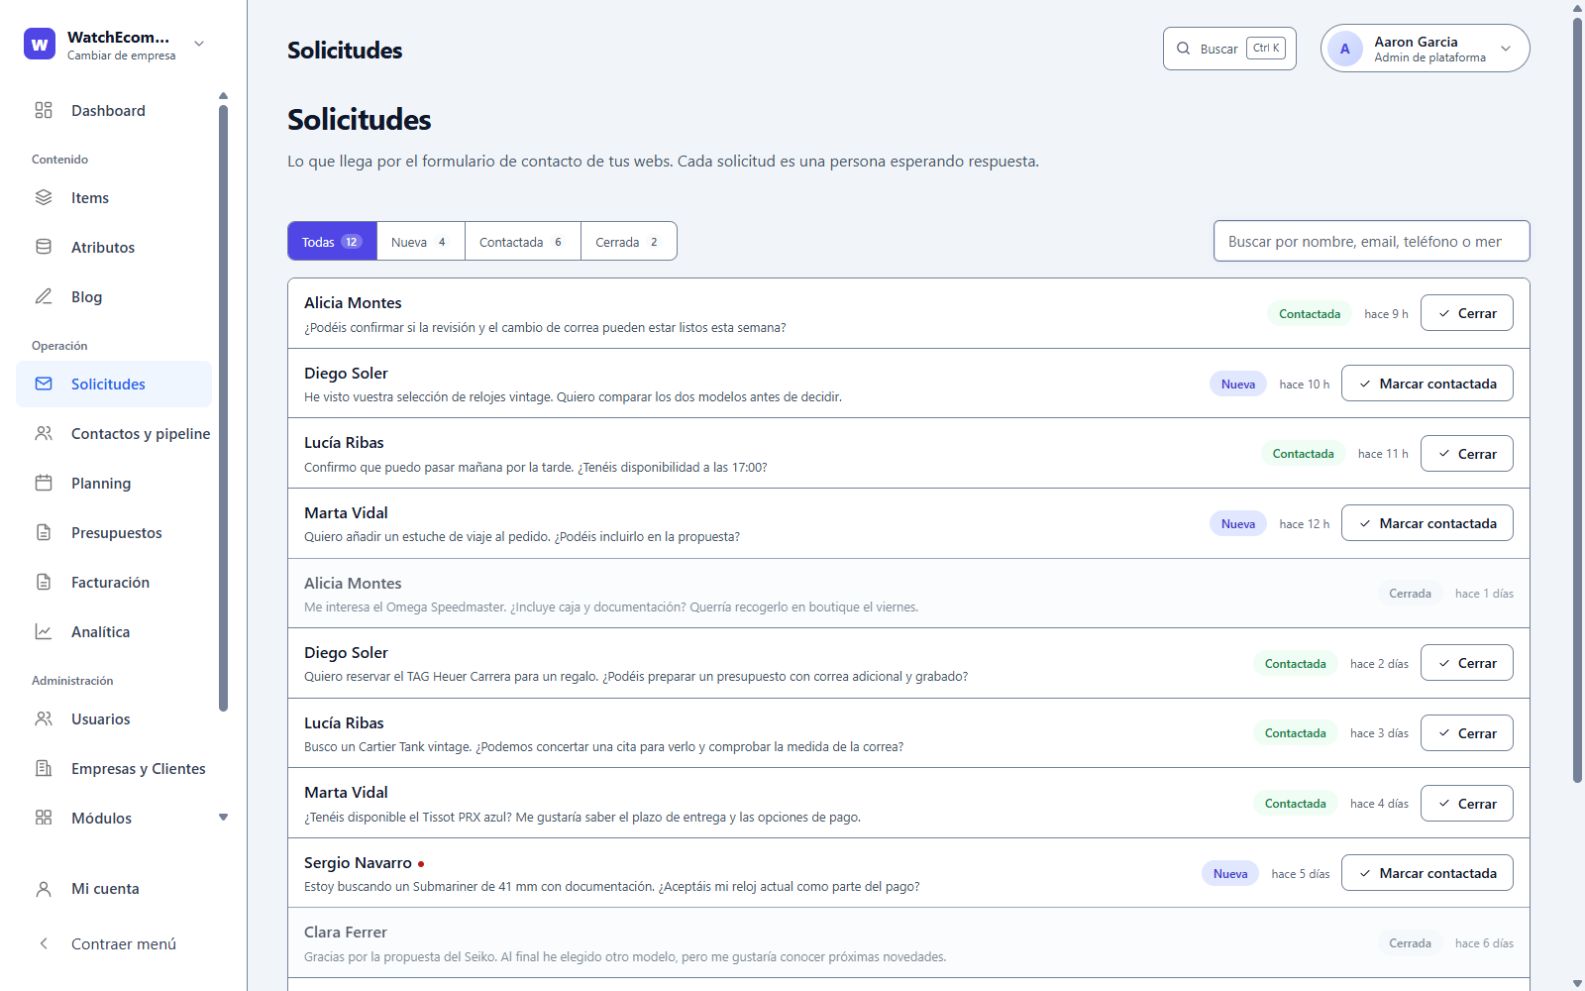 w
WatchEcom...
Cambiar de empresa
Dashboard
Contenido
Items
Atributos
Blog
Operación
Solicitudes
Contactos y pipeline
Planning
Presupuestos
Facturación
Analítica
Administración
Usuarios
Empresas y Clientes
Módulos
Mi cuenta
Contraer menú
Solicitudes
Buscar Ctrl K
A
Aaron Garcia
Admin de plataforma
Solicitudes
Lo que llega por el formulario de contacto de tus webs. Cada solicitud es una persona esperando respuesta.
Todas 12 Nueva 4 Contactada 6 Cerrada 2
Buscar por nombre, email, teléfono o mer
Alicia Montes
¿Podéis confirmar si la revisión y el cambio de correa pueden estar listos esta semana?
Contactada hace 9 h Cerrar
Diego Soler
He visto vuestra selección de relojes vintage. Quiero comparar los dos modelos antes de decidir.
Nueva hace 10 h Marcar contactada
Lucía Ribas
Confirmo que puedo pasar mañana por la tarde. ¿Tenéis disponibilidad a las 17:00?
Contactada hace 11 h Cerrar
Marta Vidal
Quiero añadir un estuche de viaje al pedido. ¿Podéis incluirlo en la propuesta?
Nueva hace 12 h Marcar contactada
Alicia Montes
Me interesa el Omega Speedmaster. ¿Incluye caja y documentación? Querría recogerlo en boutique el viernes.
Cerrada hace 1 días
Diego Soler
Quiero reservar el TAG Heuer Carrera para un regalo. ¿Podéis preparar un presupuesto con correa adicional y grabado?
Contactada hace 2 días Cerrar
Lucía Ribas
Busco un Cartier Tank vintage. ¿Podemos concertar una cita para verlo y comprobar la medida de la correa?
Contactada hace 3 días Cerrar
Marta Vidal
¿Tenéis disponible el Tissot PRX azul? Me gustaría saber el plazo de entrega y las opciones de pago.
Contactada hace 4 días Cerrar
Sergio Navarro
Estoy buscando un Submariner de 41 mm con documentación. ¿Aceptáis mi reloj actual como parte del pago?
Nueva hace 5 días Marcar contactada
Clara Ferrer
Gracias por la propuesta del Seiko. Al final he elegido otro modelo, pero me gustaría conocer próximas novedades.
Cerrada hace 6 días